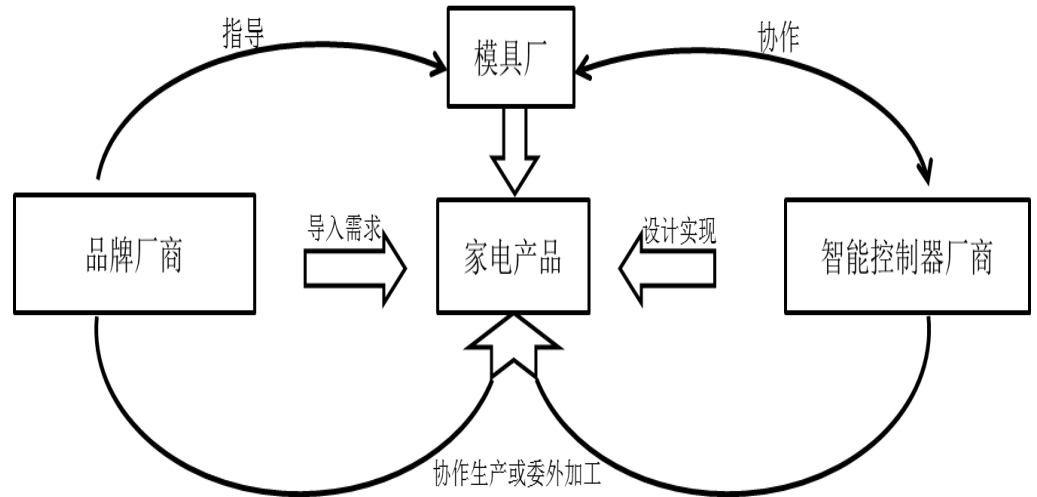 指导
模具厂
协作
品牌厂商
导入需求
家电产品
设计实现
智能控制器厂商
协作生产或委外加工